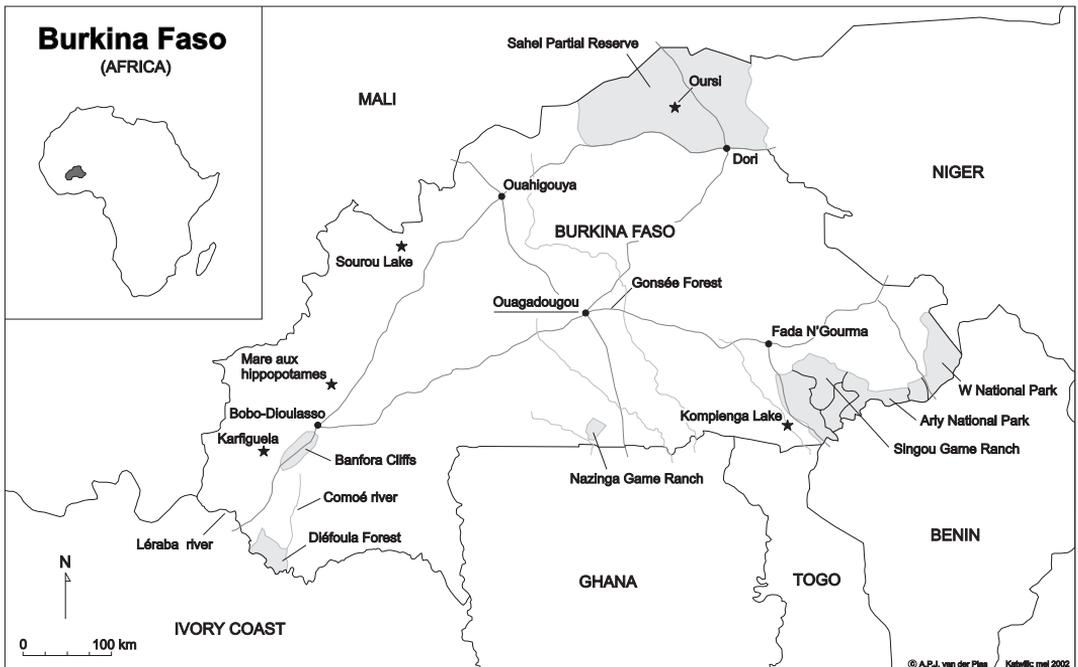 Burkina Faso
(AFRICA)
Sahel Partial Reserve
Oursi
MALI
Dori
NIGER
Ouahigouya
BURKINA FASO
Sourou Lake
Gonsée Forest
Ouagadougou
Fada N'Gourma
Mare aux
hippopotames
W National Park
Bobo-Dioulasso
Kompienga Lake
Arly National Park
Karfiguela
Singou Game Ranch
Banfora Cliffs
Nazinga Game Ranch
Comoé river
Léraba river
Diéfoula Forest
BENIN
N
GHANA
TOGO
IVORY COAST
0 100 km
© A.P.J. van der Plas Katwijk: mei 2002